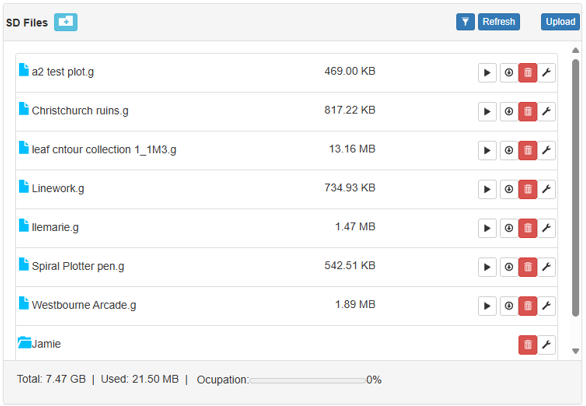 SD Files Refresh Upload
a2 test plot.g 469.00 KB
Christchurch ruins.g 817.22 KB
leaf cntour collection 1_1M3.g 13.16 MB
Linework.g 734.93 KB
llemarie.g 1.47 MB
Spiral Plotter pen.g 542.51 KB
Westbourne Arcade.g 1.89 MB
Jamie
Total: 7.47 GB | Used: 21.50 MB | Ocupation: 0%